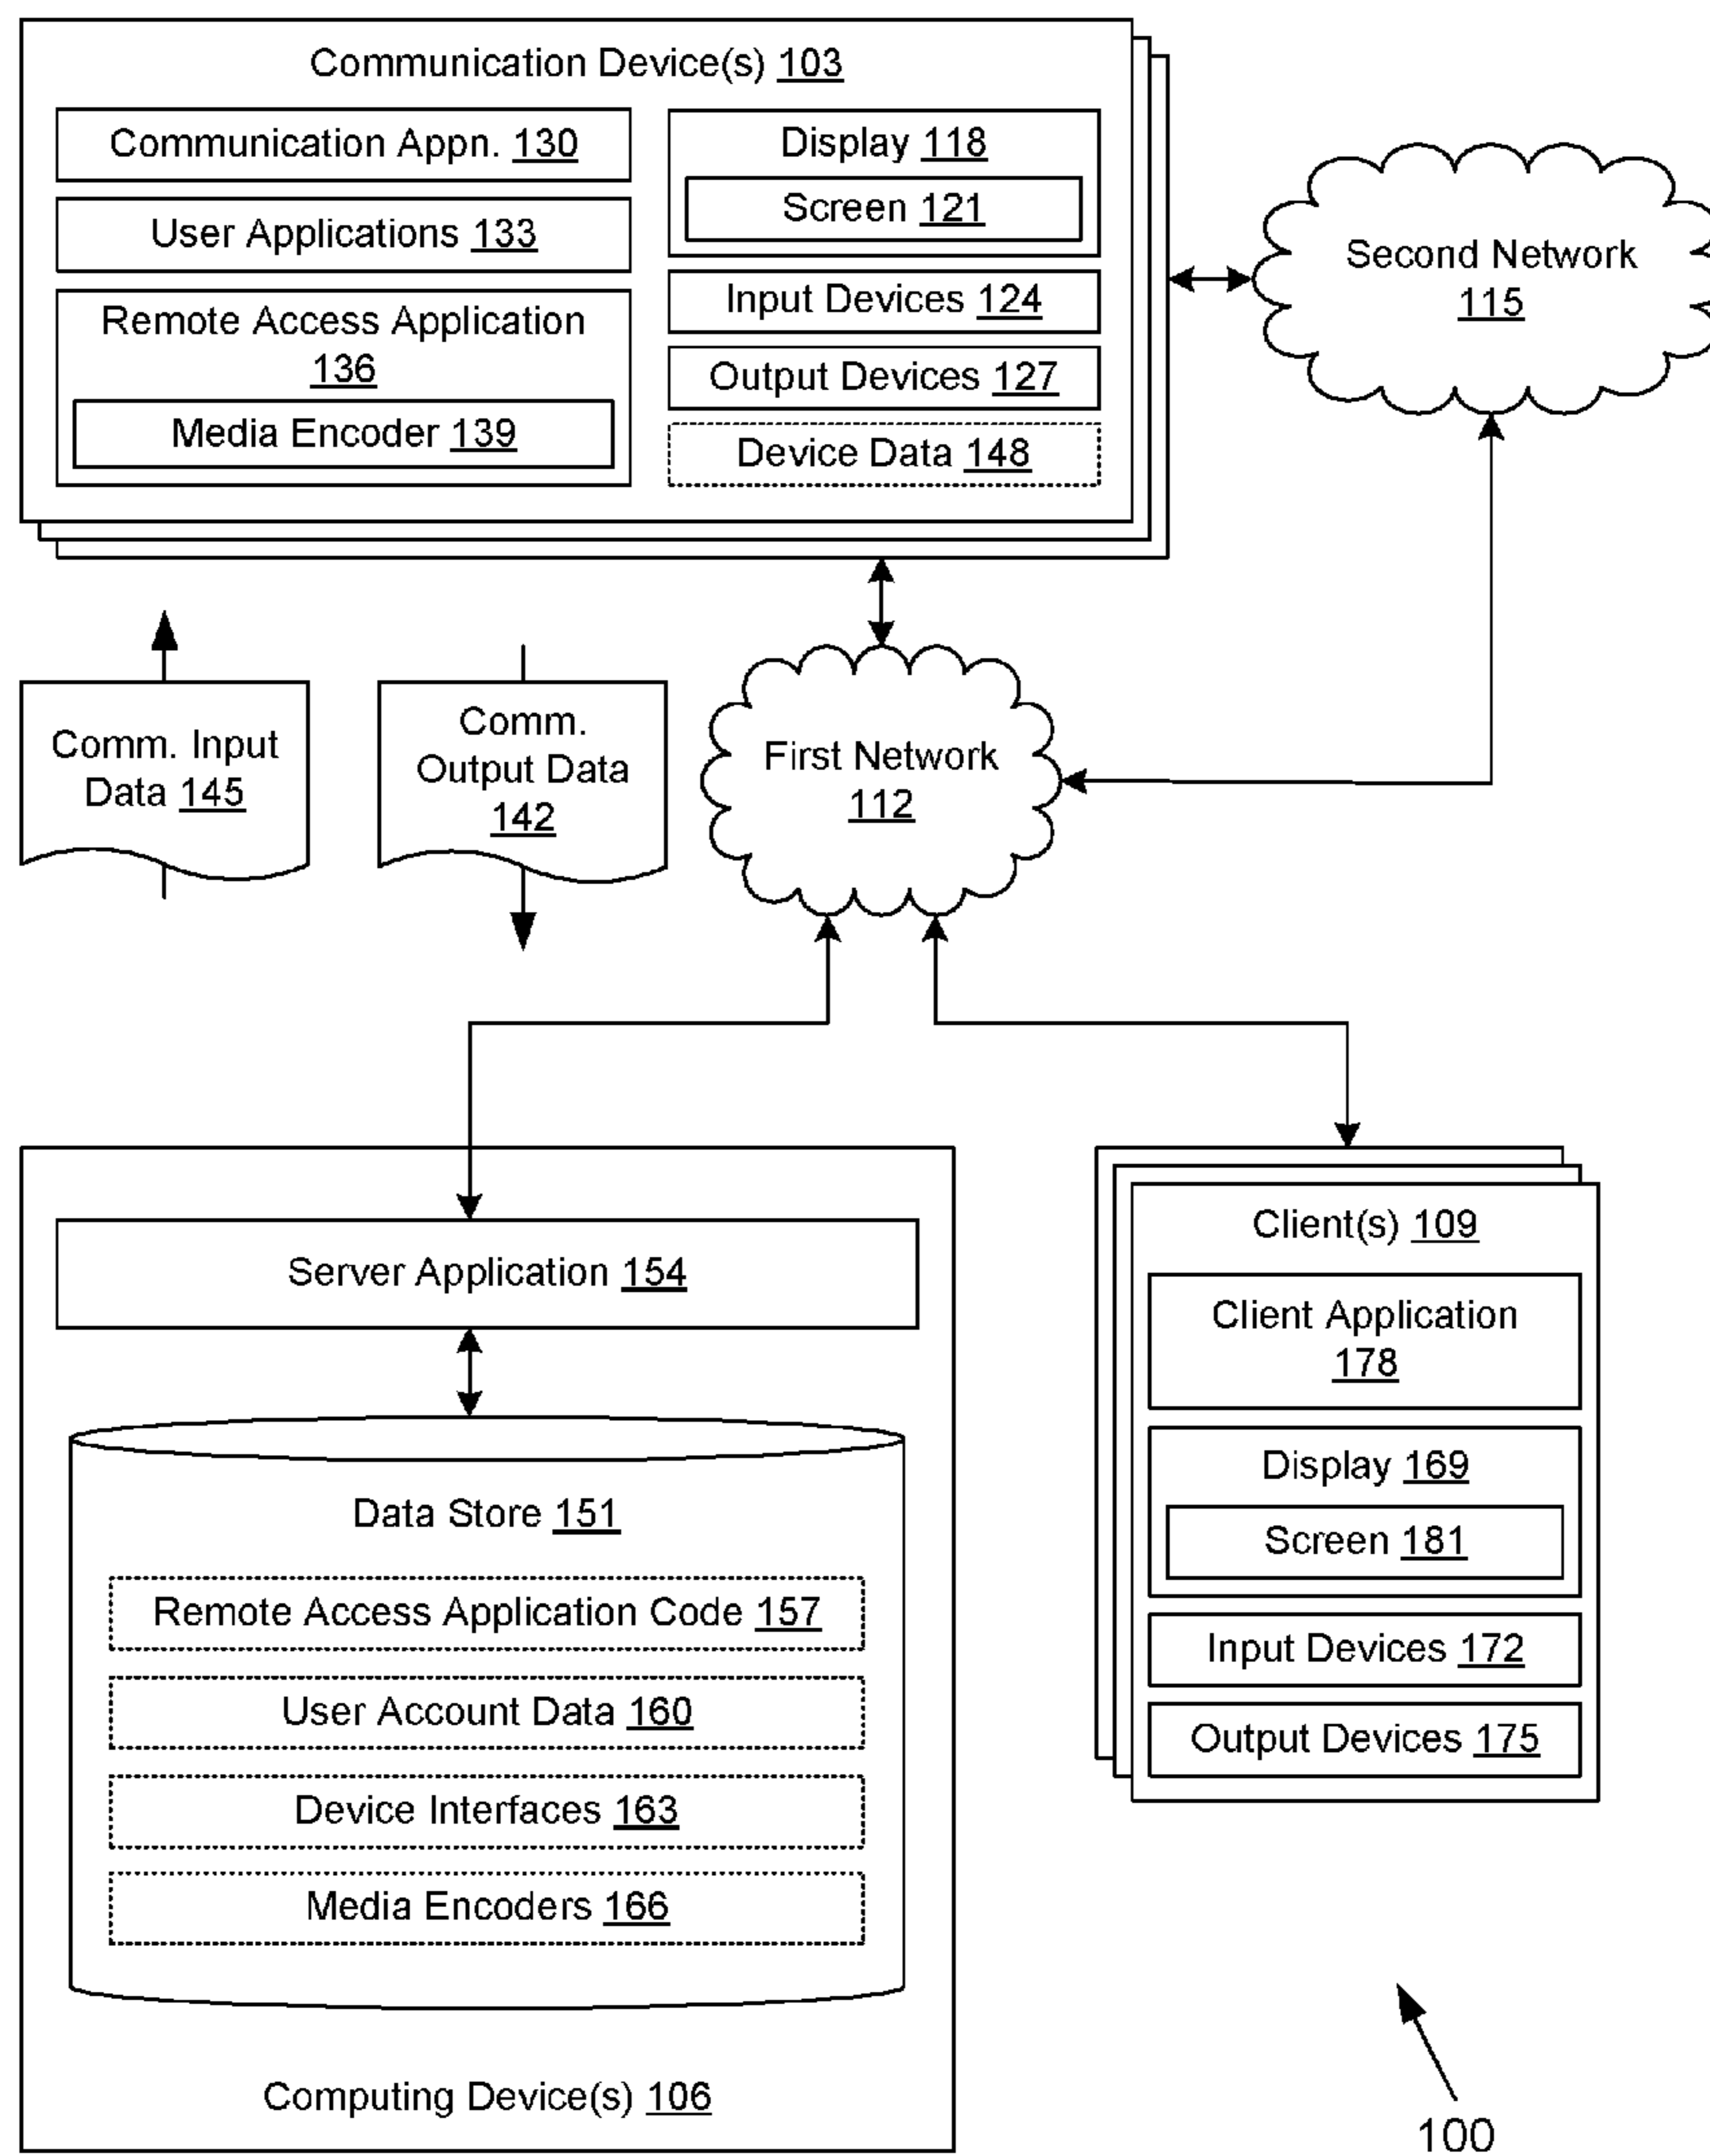 Communication Device(s) 103
Communication Appn. 130
User Applications 133
Remote Access Application
136
Media Encoder 139
Display 118
Screen 121
Input Devices 124
Output Devices 127
Device Data 148
Second Network
115
Comm. Input
Data 145
Comm.
Output Data
142
First Network
112
Server Application 154
Data Store 151
Remote Access Application Code 157
User Account Data 160
Device Interfaces 163
Media Encoders 166
Computing Device(s) 106
Client(s) 109
Client Application
178
Display 169
Screen 181
Input Devices 172
Output Devices 175
100